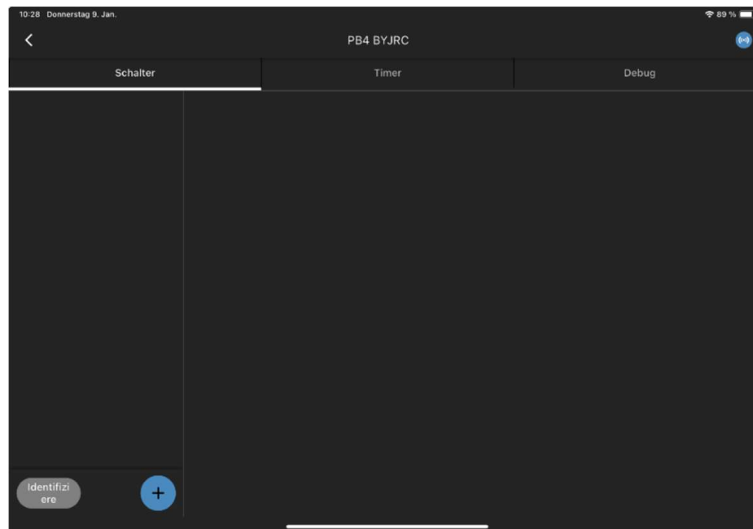 10:28 Donnerstag 9. Jan.
89 %
PB4 BYJRC
Schalter
Timer
Debug
Identifizi
ere
+